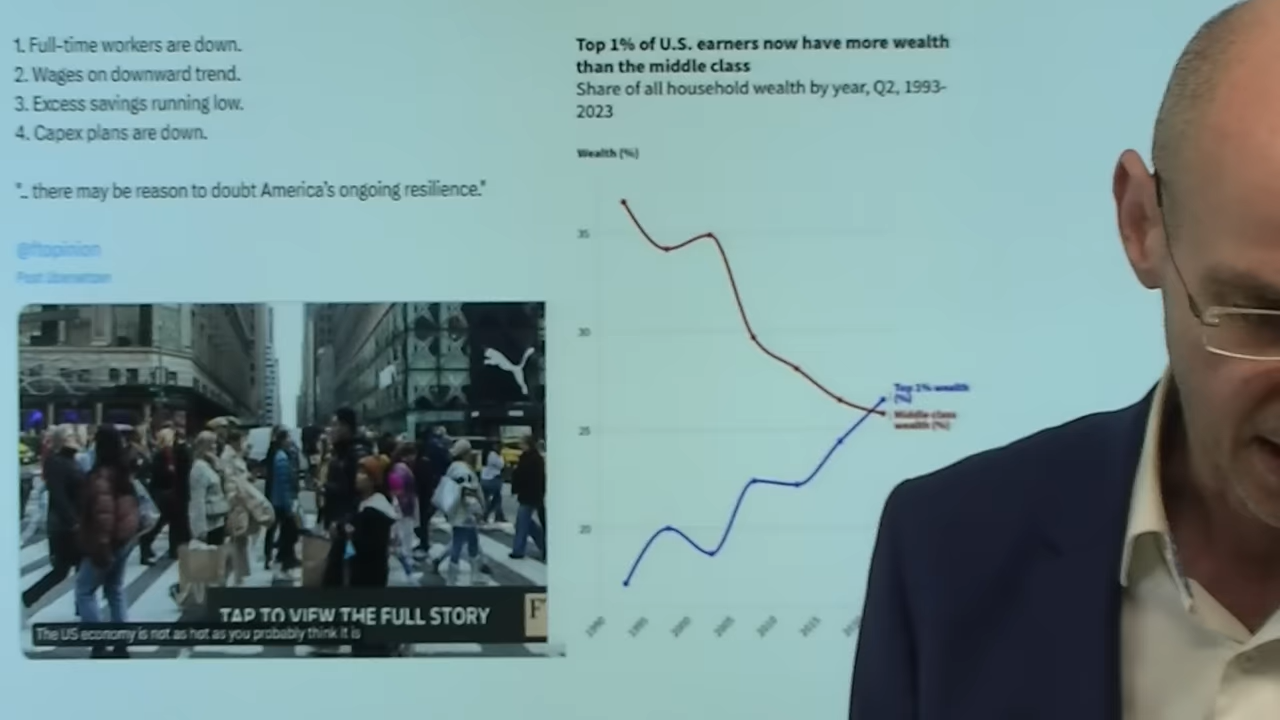 1. Full-time workers are down.
2. Wages on downward trend.
3. Excess savings running low.
4. Capex plans are down.
"... there may be reason to doubt America's ongoing resilience."
@ftopinion
Post übersetzen
TAP TO VIEW THE FULL STORY
F
The US economy is not as hot as you probably think it is
Top 1% of U.S. earners now have more wealth
than the middle class
Share of all household wealth by year, Q2, 1993-
2023
Wealth (%)
35
30
25
20
Top 1% wealth
(%)
Middle class
wealth (%)
1990
1995
2000
2005
2010
2015